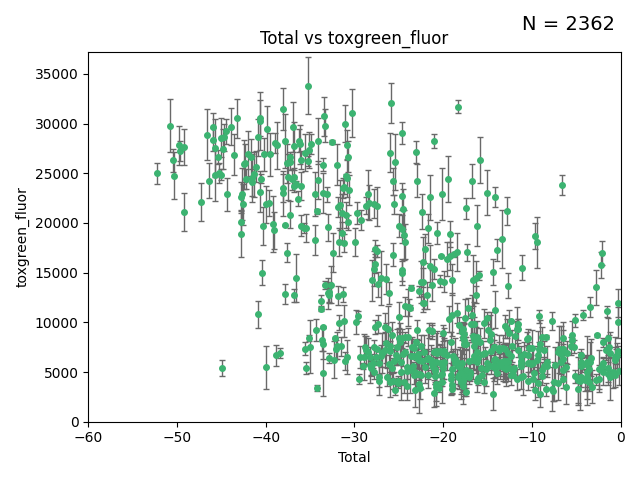 N = 2362
Total vs toxgreen_fluor
35000
30000
25000
20000
15000
10000
5000
0
toxgreen_fluor
−60 −50 −40 −30 −20 −10 0
Total